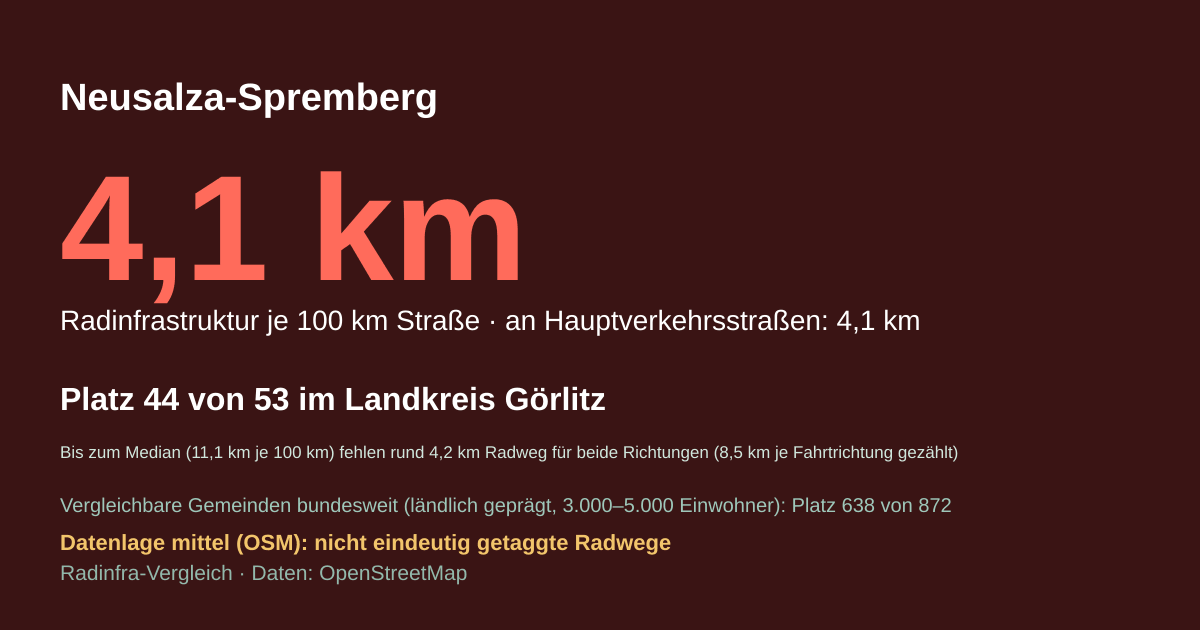 Neusalza-Spremberg
4,1 km
Radinfrastruktur je 100 km Straße · an Hauptverkehrsstraßen: 4,1 km
Platz 44 von 53 im Landkreis Görlitz
Bis zum Median (11,1 km je 100 km) fehlen rund 4,2 km Radweg für beide Richtungen (8,5 km je Fahrtrichtung gezählt)
Vergleichbare Gemeinden bundesweit (ländlich geprägt, 3.000–5.000 Einwohner): Platz 638 von 872
Datenlage mittel (OSM): nicht eindeutig getaggte Radwege
Radinfra-Vergleich · Daten: OpenStreetMap